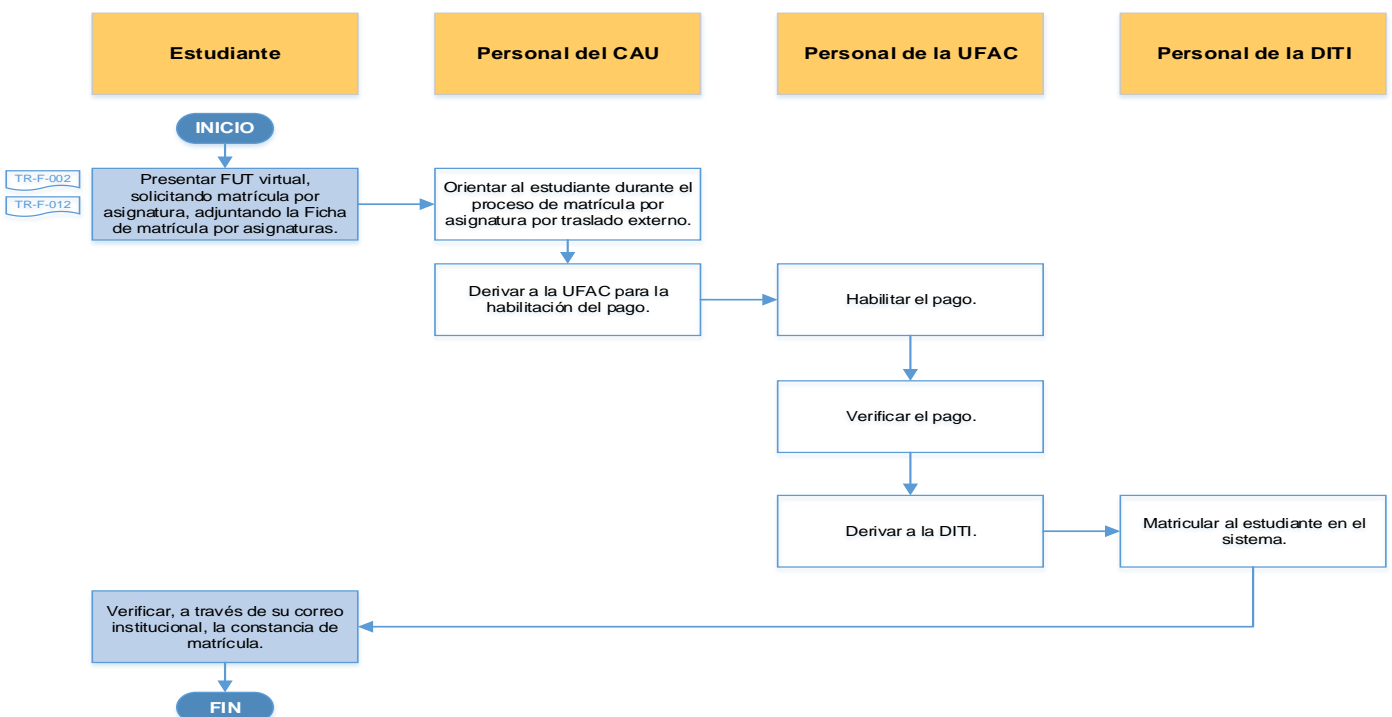 Estudiante
Personal del CAU
Personal de la UFAC
Personal de la DITI
INICIO
TR-F-002
TR-F-012
Presentar FUT virtual,
solicitando matrícula por
asignatura, adjuntando la Ficha
de matrícula por asignaturas.
Orientar al estudiante durante el
proceso de matrícula por
asignatura por traslado externo.
Derivar a la UFAC para la
habilitación del pago.
Habilitar el pago.
Verificar el pago.
Derivar a la DITI.
Matricular al estudiante en el
sistema.
Verificar, a través de su correo
institucional, la constancia de
matrícula.
FIN